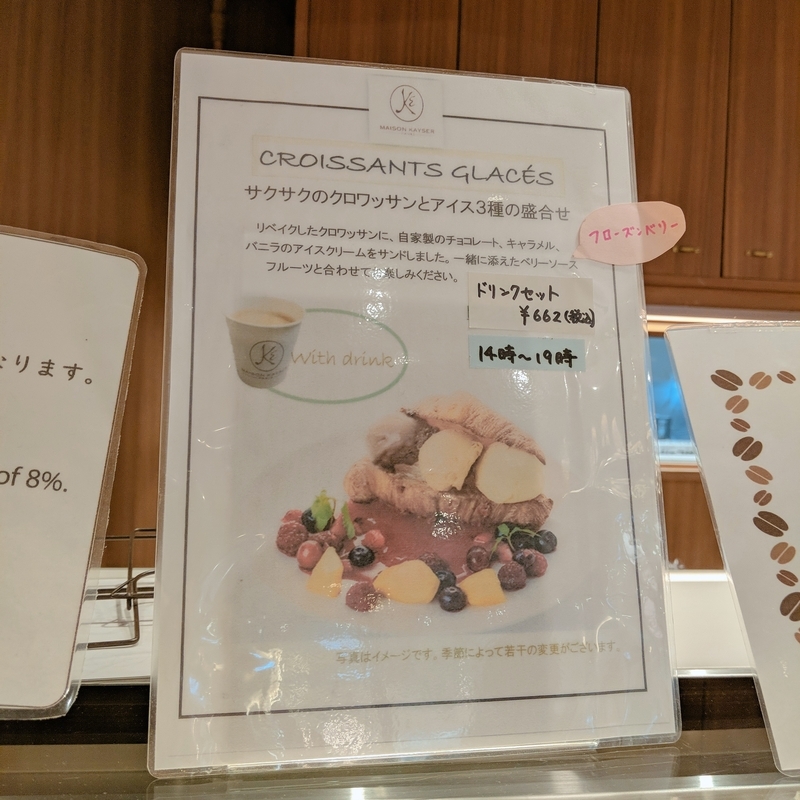 MAISON KAYSER
CROISSANTS GLACÉS
サクサクのクロワッサンとアイス3種の盛合せ
リベイクしたクロワッサンに、自家製のチョコレート、キャラメル、
バニラのアイスクリームをサンドしました。一緒に添えたベリーソース
フルーツと合わせてお楽しみください。
フローズンベリー
ドリンクセット
¥662(税込)
14時～19時
With drink
写真はイメージです。季節によって若干の変更がございます。
なります。
of 8%.